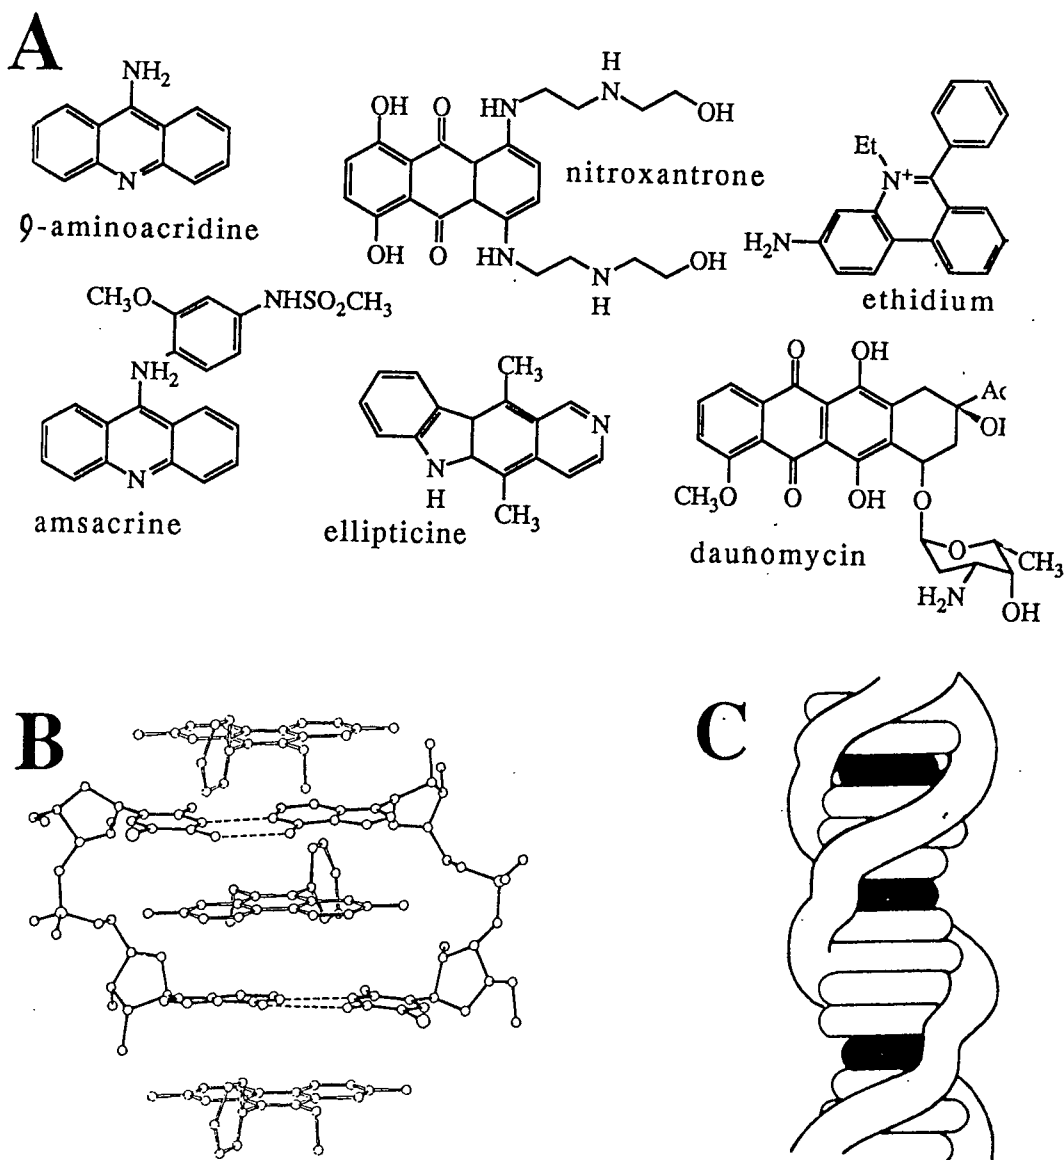 A
NH₂
N
9-aminoacridine
OH
O
HN
H
N
OH
nitroxantrone
OH
O
HN
N
H
OH
Et
N+
H₂N
ethidium
CH₃O
NHSO₂CH₃
NH₂
N
amsacrine
CH₃
N
N
H
CH₃
ellipticine
O
OH
CH₃O
O
OH
O
O
CH₃
H₂N
OH
daunomycin
B
C